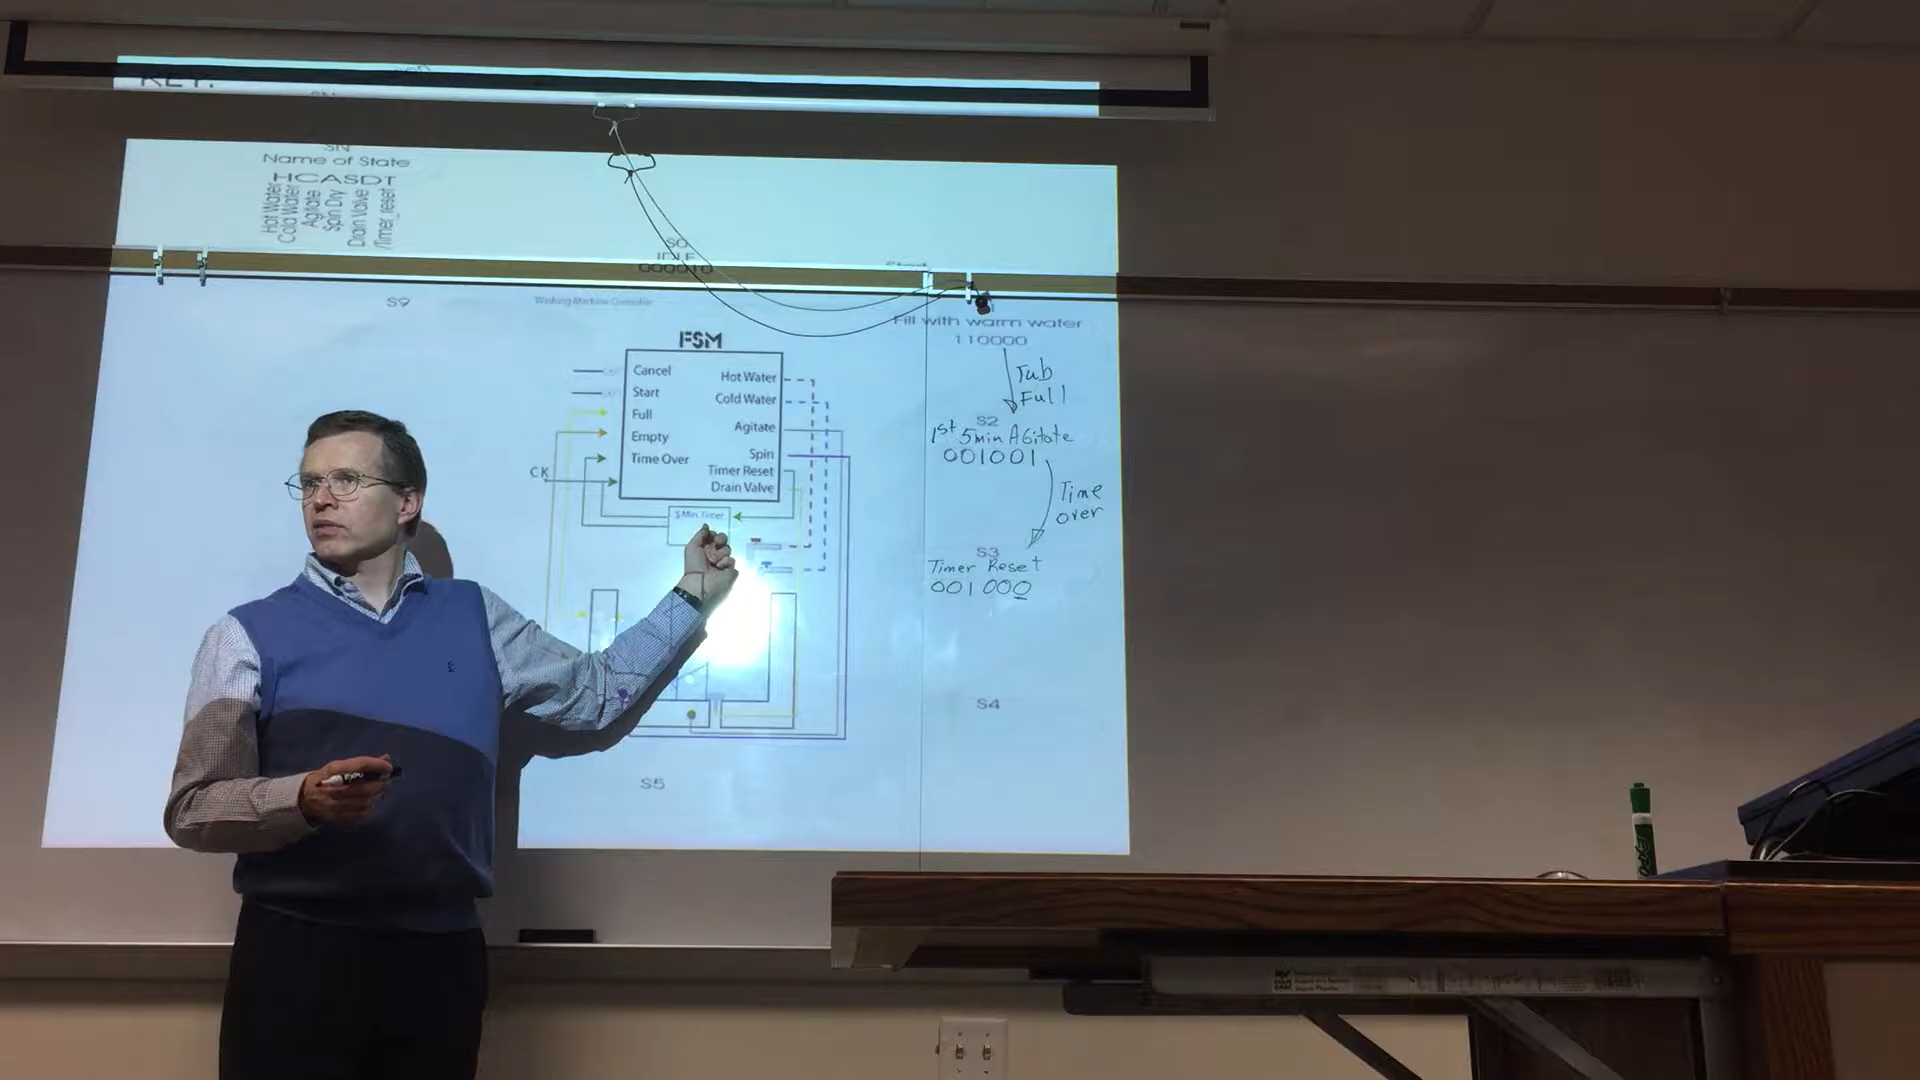 KEY:
SN
SN
Name of State
HCASDT
Hot Water
Cold Water
Agitate
Spin Dry
Drain Valve
/Timer_reset
S0
IDLE
000010
Start
S9
Washing Machine Controller
Fill with warm water
110000
Tub
Full
FSM
Cancel
Start
Full
Empty
Time Over
CK
Hot Water
Cold Water
Agitate
Spin
Timer Reset
Drain Valve
5 Min. Timer
S2
1st 5min AGitate
001001
Time
over
S3
Timer Reset
001000
S4
S5
EXPO